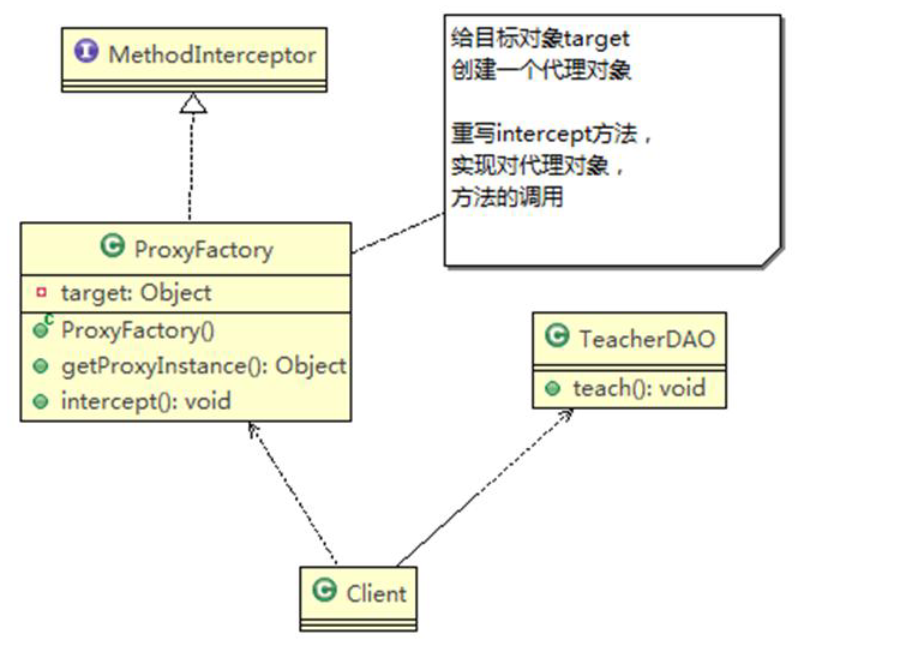 MethodInterceptor
给目标对象target
创建一个代理对象
重写intercept方法，
实现对代理对象，
方法的调用
ProxyFactory
target: Object
ProxyFactory()
getProxyInstance(): Object
intercept(): void
TeacherDAO
teach(): void
Client